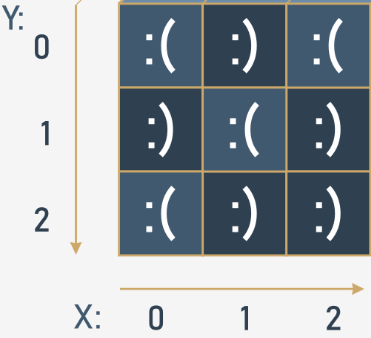 Y:
0 :( :) :(
1 :) :( :)
2 :( :) :)
X: 0 1 2